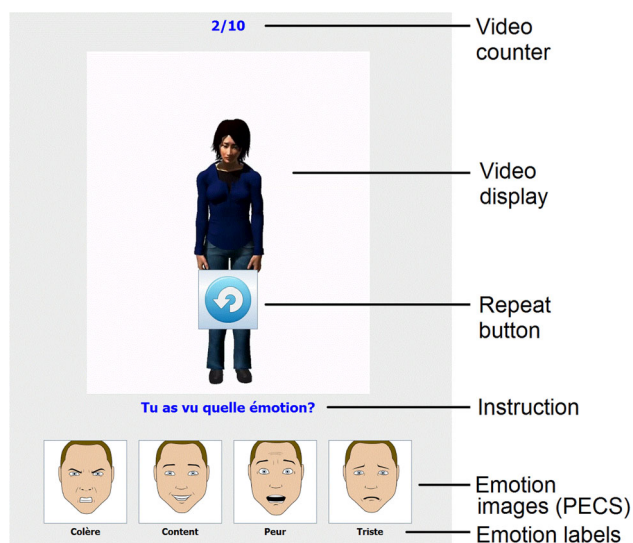 2/10
Video
counter
Video
display
Repeat
button
Tu as vu quelle émotion?
Instruction
Emotion
images (PECS)
Colère
Content
Peur
Triste
Emotion labels